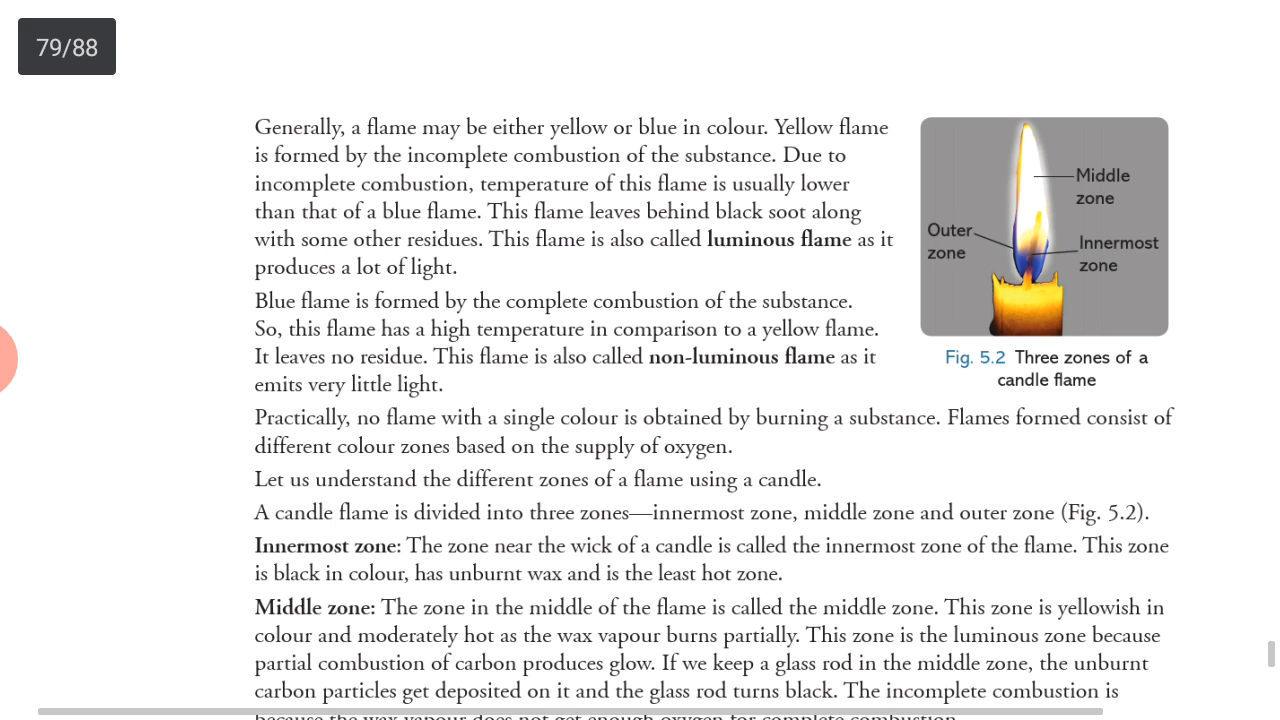 79/88
Generally, a flame may be either yellow or blue in colour. Yellow flame
is formed by the incomplete combustion of the substance. Due to
incomplete combustion, temperature of this flame is usually lower
than that of a blue flame. This flame leaves behind black soot along
with some other residues. This flame is also called luminous flame as it
produces a lot of light.
Blue flame is formed by the complete combustion of the substance.
So, this flame has a high temperature in comparison to a yellow flame.
It leaves no residue. This flame is also called non-luminous flame as it
emits very little light.
Middle
zone
Outer
zone
Innermost
zone
Fig. 5.2 Three zones of a
candle flame
Practically, no flame with a single colour is obtained by burning a substance. Flames formed consist of
different colour zones based on the supply of oxygen.
Let us understand the different zones of a flame using a candle.
A candle flame is divided into three zones—innermost zone, middle zone and outer zone (Fig. 5.2).
Innermost zone: The zone near the wick of a candle is called the innermost zone of the flame. This zone
is black in colour, has unburnt wax and is the least hot zone.
Middle zone: The zone in the middle of the flame is called the middle zone. This zone is yellowish in
colour and moderately hot as the wax vapour burns partially. This zone is the luminous zone because
partial combustion of carbon produces glow. If we keep a glass rod in the middle zone, the unburnt
carbon particles get deposited on it and the glass rod turns black. The incomplete combustion is
because the wax vapour does not get enough oxygen for complete combustion.